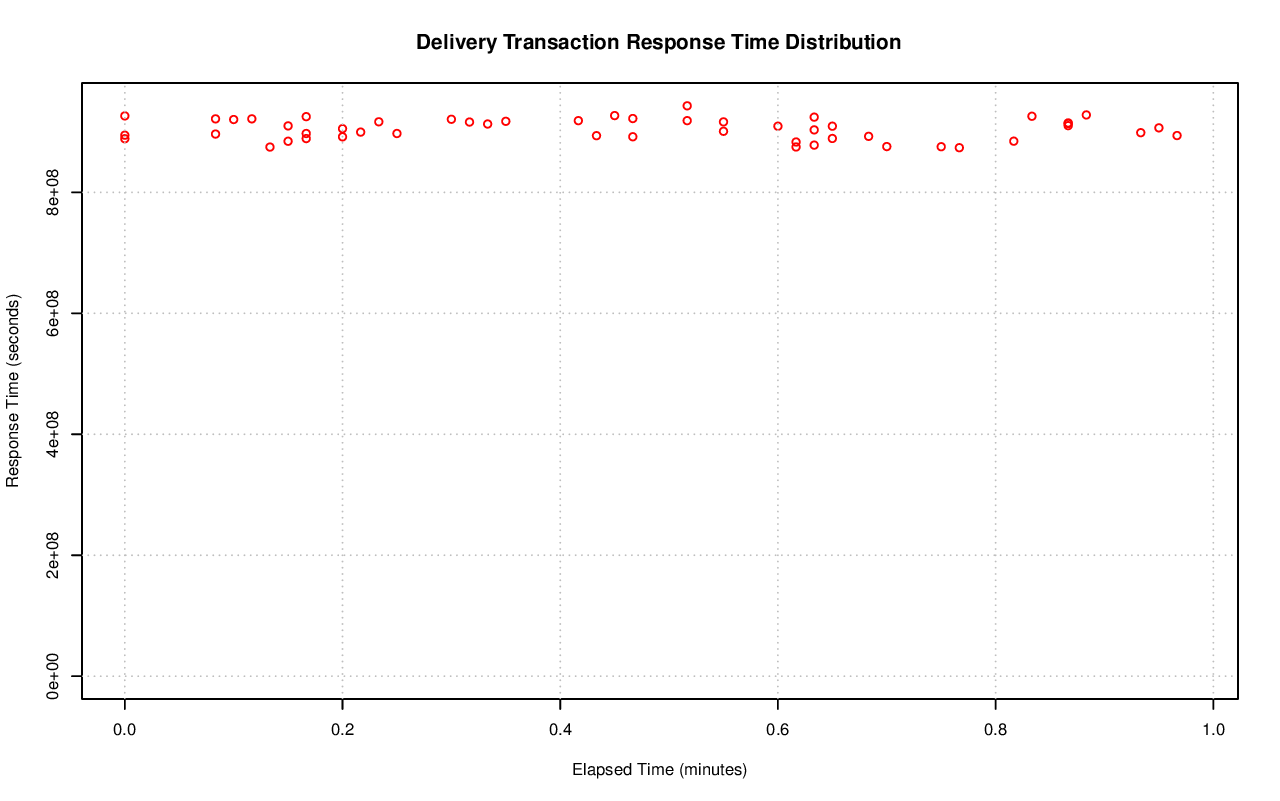 Delivery Transaction Response Time Distribution
Response Time (seconds)
8e+08
6e+08
4e+08
2e+08
0e+00
0.0 0.2 0.4 0.6 0.8 1.0
Elapsed Time (minutes)